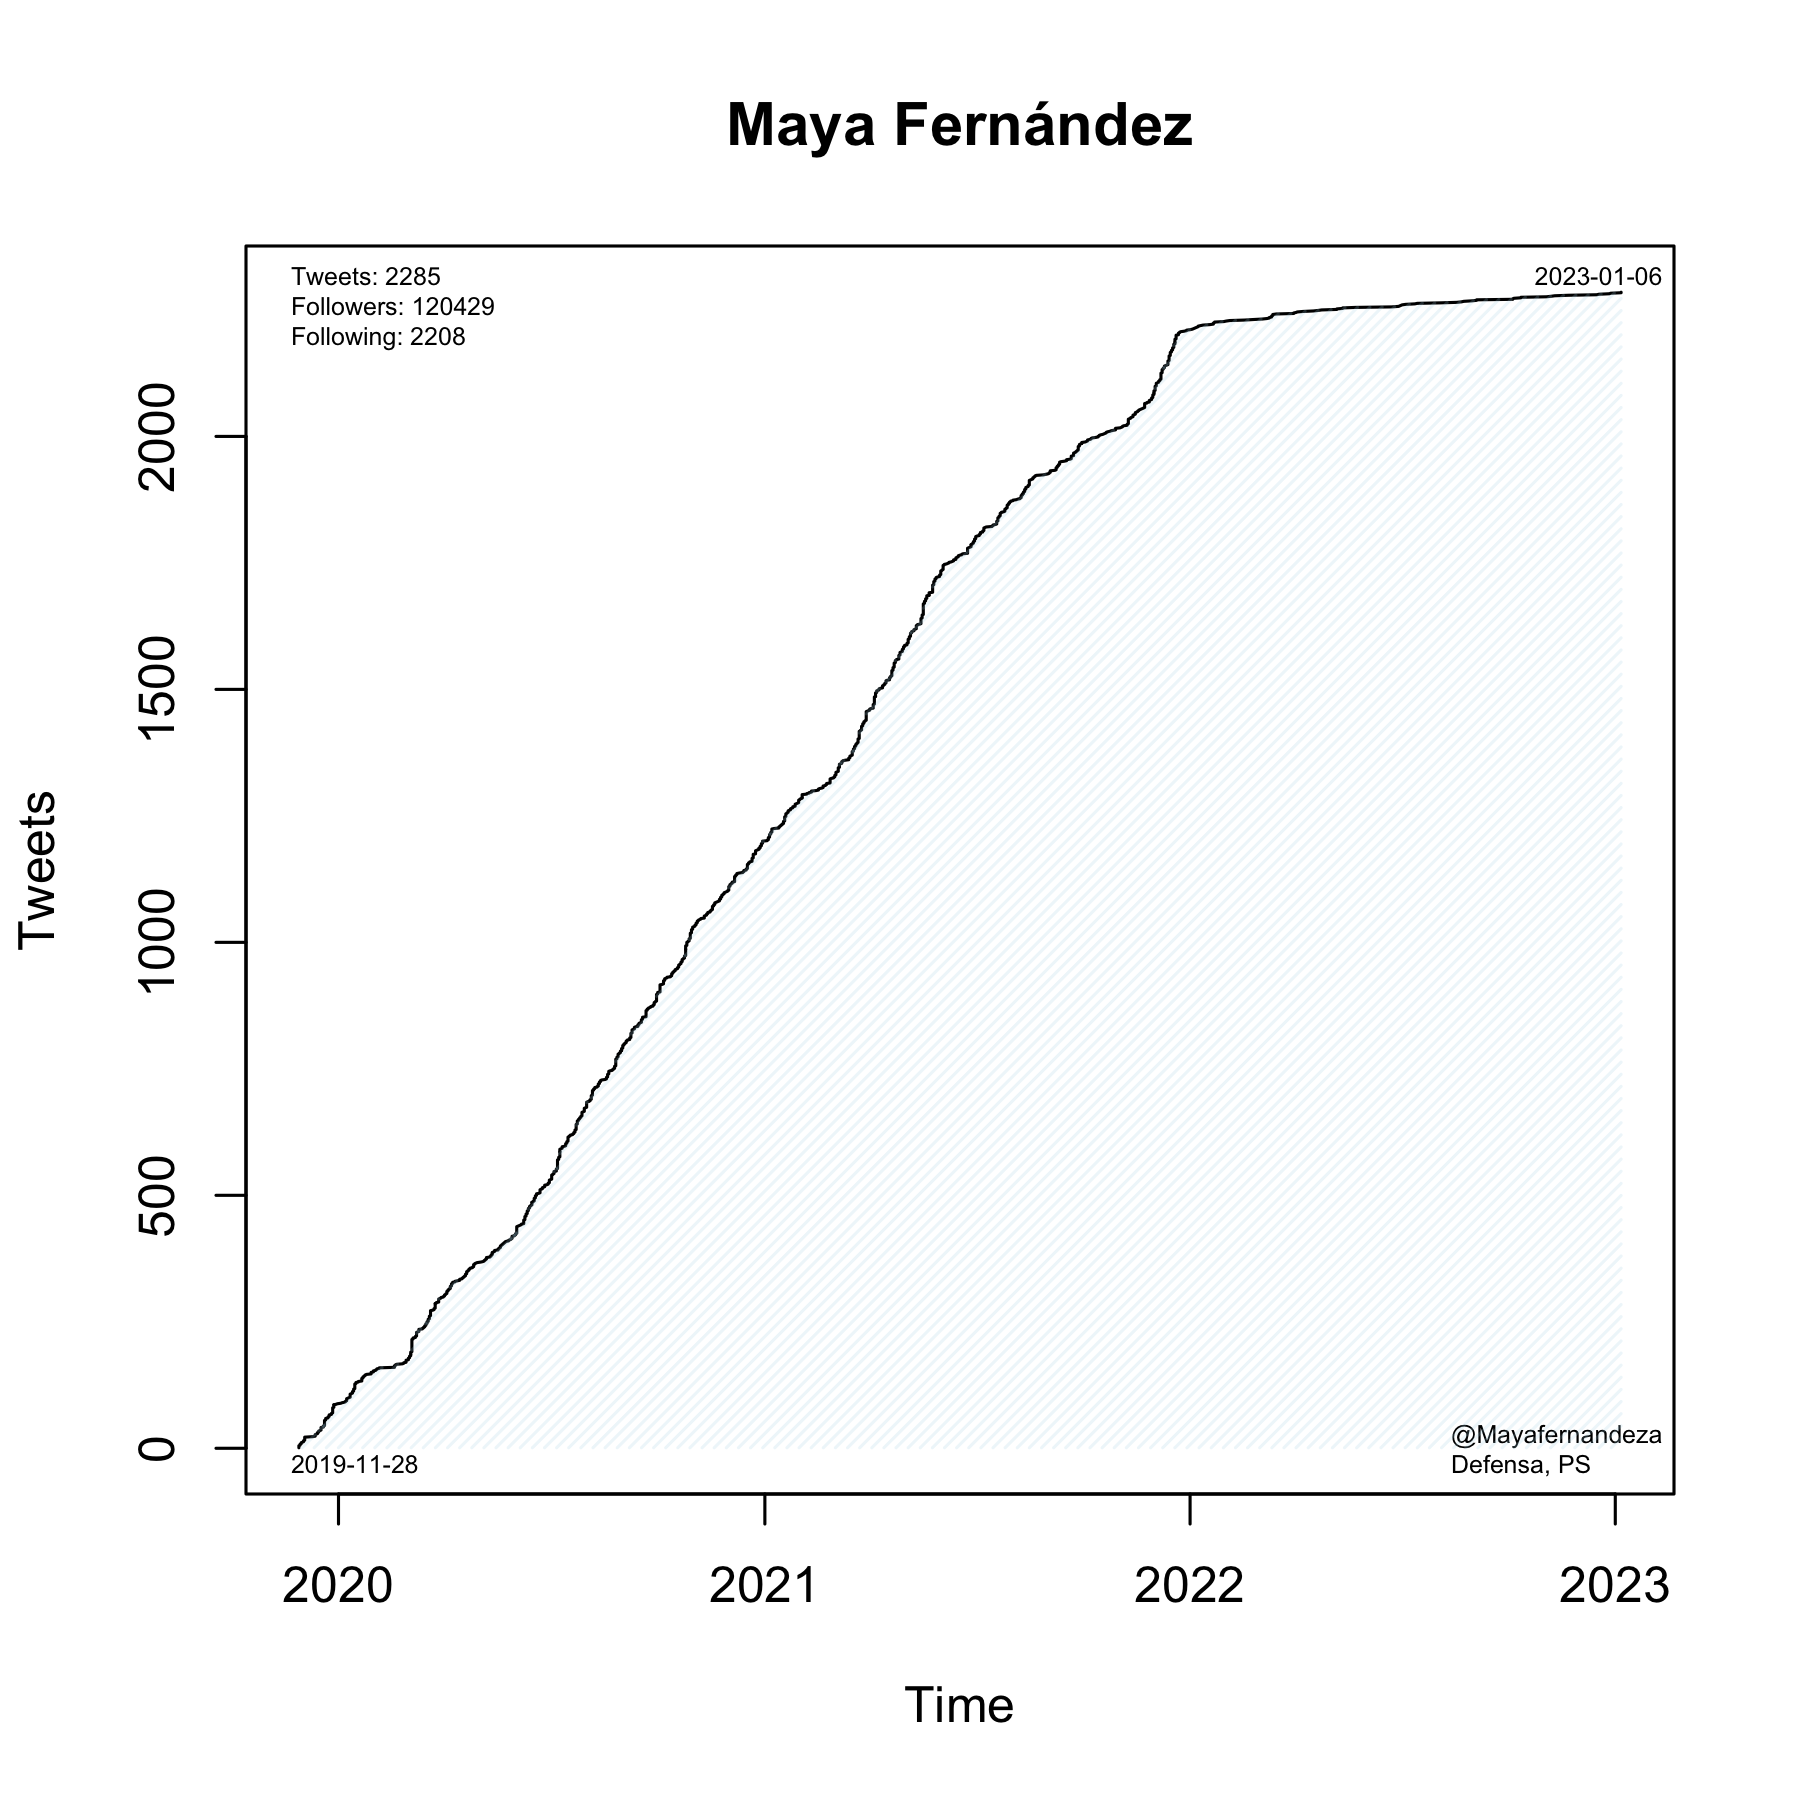 Maya Fernández
Tweets: 2285
Followers: 120429
Following: 2208
2023-01-06
2000
1500
1000
500
0
Tweets
@Mayafernandeza
Defensa, PS
2019-11-28
2020 2021 2022 2023
Time